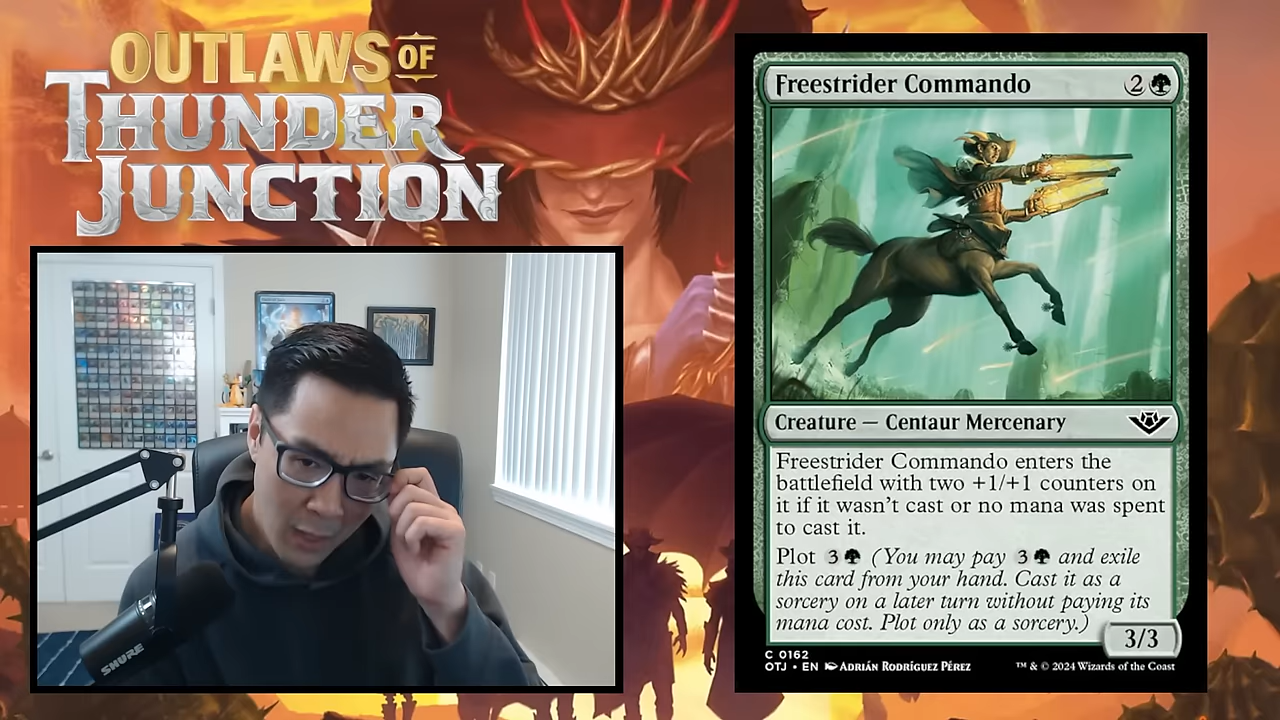 OUTLAWS OF
THUNDER
JUNCTION
SHURE
Freestrider Commando 2
Creature — Centaur Mercenary
Freestrider Commando enters the
battlefield with two +1/+1 counters on
it if it wasn't cast or no mana was spent
to cast it.
Plot 3 (You may pay 3 and exile
this card from your hand. Cast it as a
sorcery on a later turn without paying its
mana cost. Plot only as a sorcery.)
3/3
C 0162
OTJ • EN ADRIÁN RODRÍGUEZ PÉREZ ™ & © 2024 Wizards of the Coast